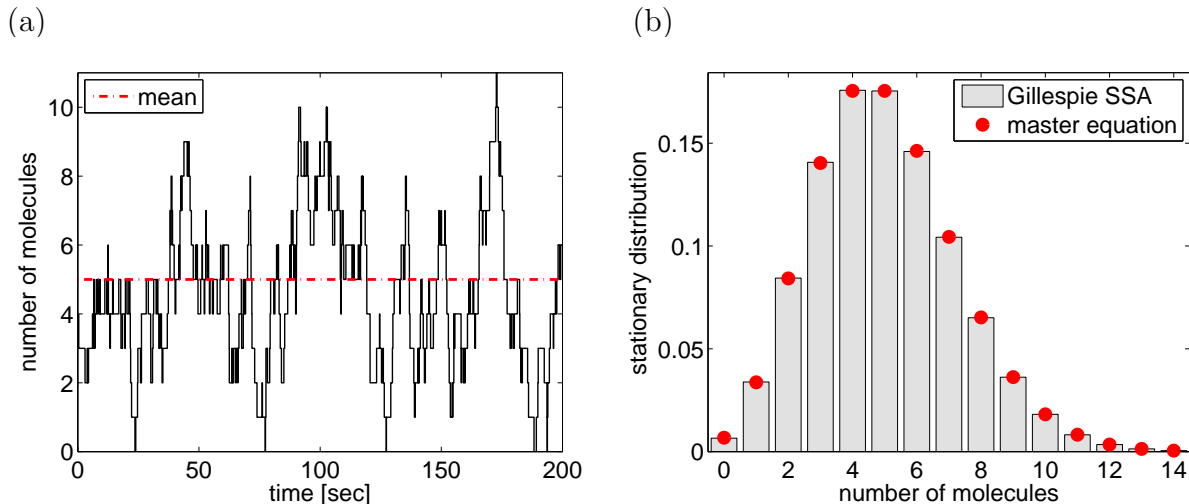 (a)
mean
number of molecules
10
8
6
4
2
0
0 50 100 150 200
time [sec]
(b)
Gillespie SSA
master equation
stationary distribution
0.15
0.1
0.05
0
0 2 4 6 8 10 12 14
number of molecules